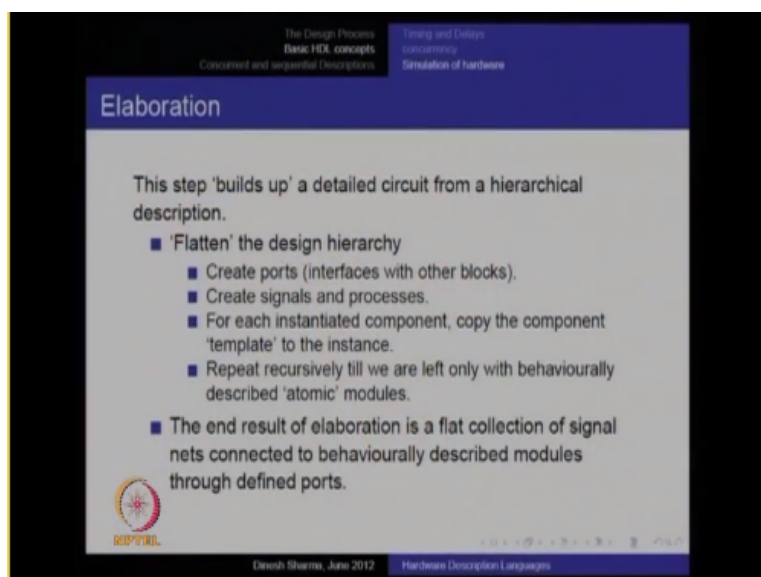 The Design Process
Basic HDL concepts
Concurrent and sequential Descriptions
Timing and Delays
concurrency
Simulation of hardware
Elaboration
This step 'builds up' a detailed circuit from a hierarchical
description.
'Flatten' the design hierarchy
Create ports (interfaces with other blocks).
Create signals and processes.
For each instantiated component, copy the component
'template' to the instance.
Repeat recursively till we are left only with behaviourally
described 'atomic' modules.
The end result of elaboration is a flat collection of signal
nets connected to behaviourally described modules
through defined ports.
NPTEL
Dinesh Sharma, June 2012
Hardware Description Languages